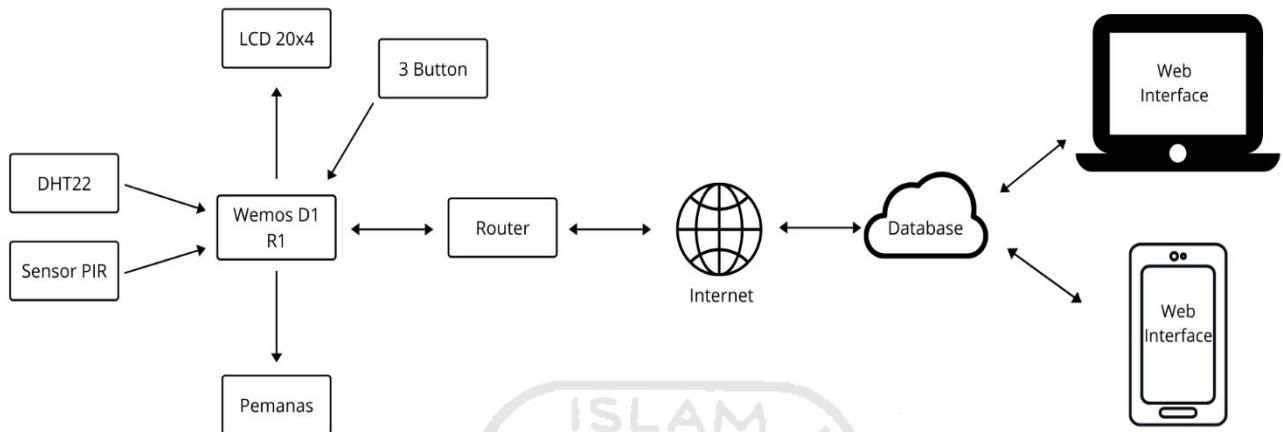 LCD 20x4
3 Button
Web
Interface
DHT22
Wemos D1
R1
Router
Database
Sensor PIR
Internet
Web
Interface
Pemanas
ISLAM